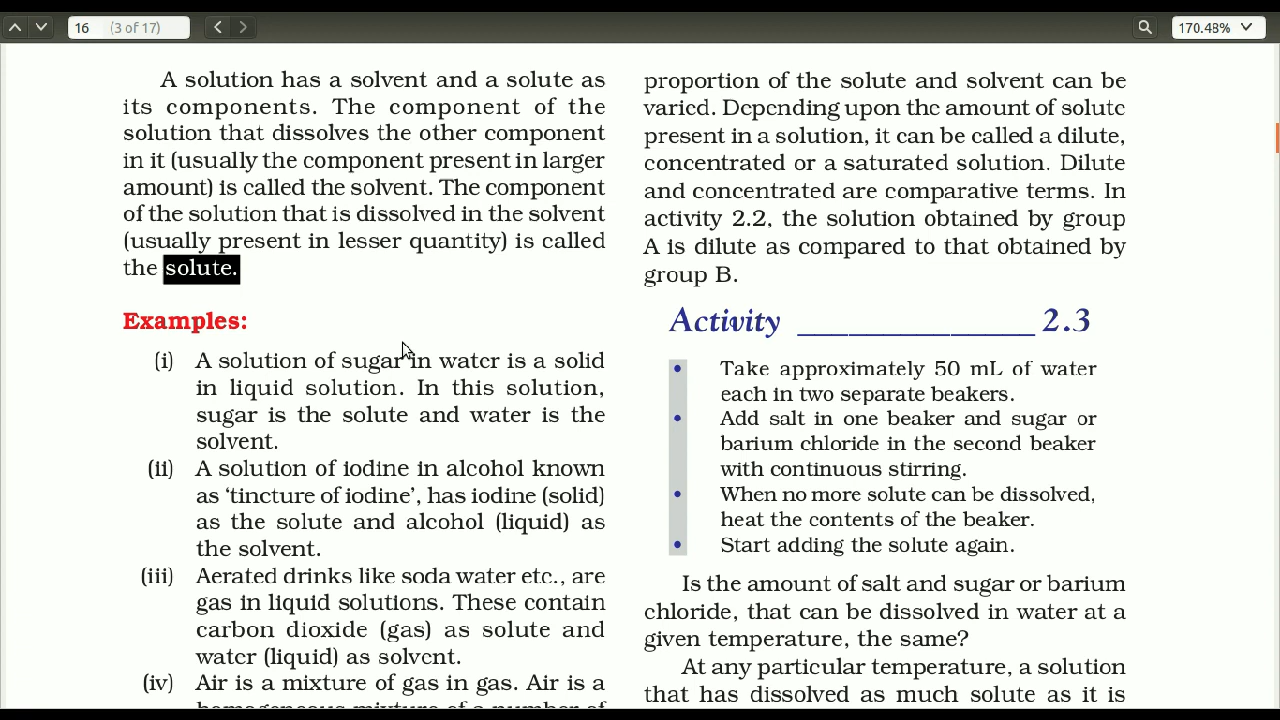 16 (3 of 17)
170.48%
A solution has a solvent and a solute as
its components. The component of the
solution that dissolves the other component
in it (usually the component present in larger
amount) is called the solvent. The component
of the solution that is dissolved in the solvent
(usually present in lesser quantity) is called
the solute.
Examples:
(i) A solution of sugar in water is a solid
in liquid solution. In this solution,
sugar is the solute and water is the
solvent.
(ii) A solution of iodine in alcohol known
as ‘tincture of iodine’, has iodine (solid)
as the solute and alcohol (liquid) as
the solvent.
(iii) Aerated drinks like soda water etc., are
gas in liquid solutions. These contain
carbon dioxide (gas) as solute and
water (liquid) as solvent.
(iv) Air is a mixture of gas in gas. Air is a
homogeneous mixture of a number of
proportion of the solute and solvent can be
varied. Depending upon the amount of solute
present in a solution, it can be called a dilute,
concentrated or a saturated solution. Dilute
and concentrated are comparative terms. In
activity 2.2, the solution obtained by group
A is dilute as compared to that obtained by
group B.
Activity ______________ 2.3
• Take approximately 50 mL of water
each in two separate beakers.
• Add salt in one beaker and sugar or
barium chloride in the second beaker
with continuous stirring.
• When no more solute can be dissolved,
heat the contents of the beaker.
• Start adding the solute again.
Is the amount of salt and sugar or barium
chloride, that can be dissolved in water at a
given temperature, the same?
At any particular temperature, a solution
that has dissolved as much solute as it is